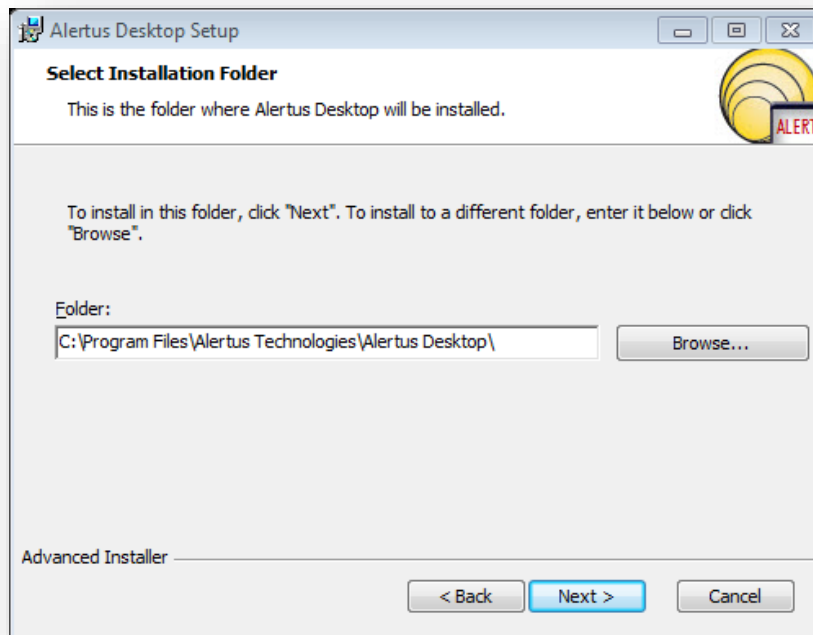 Alertus Desktop Setup
Select Installation Folder
This is the folder where Alertus Desktop will be installed.
ALERT
To install in this folder, click "Next". To install to a different folder, enter it below or click
"Browse".
Folder:
C:\Program Files\Alertus Technologies\Alertus Desktop\
Browse...
Advanced Installer
< Back
Next >
Cancel